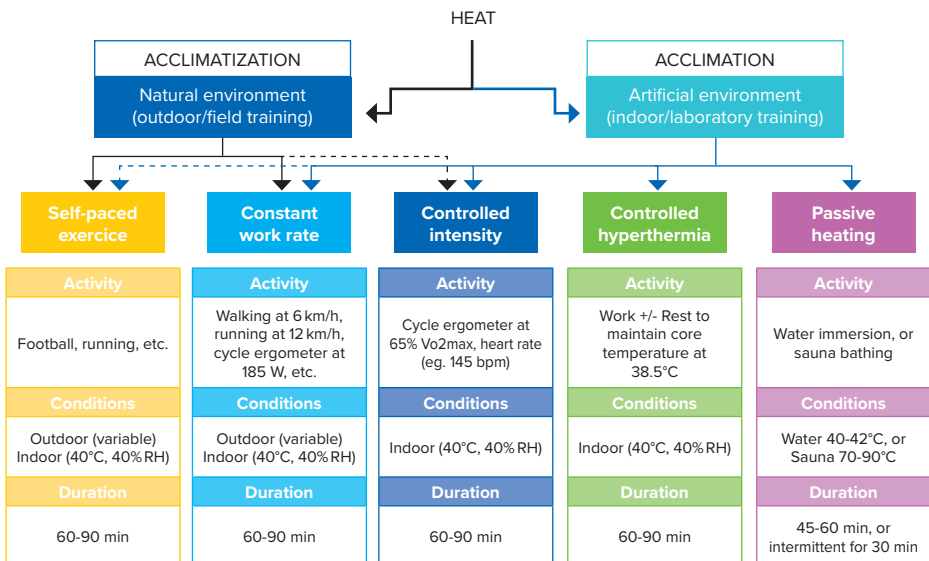 HEAT
ACCLIMATIZATION
Natural environment
(outdoor/field training)
ACCLIMATION
Artificial environment
(indoor/laboratory training)
Self-paced
exercice
Constant
work rate
Controlled
intensity
Controlled
hyperthermia
Passive
heating
Activity
Football, running, etc.
Conditions
Outdoor (variable)
Indoor (40°C, 40% RH)
Duration
60-90 min
Activity
Walking at 6 km/h,
running at 12 km/h,
cycle ergometer at
185 W, etc.
Conditions
Outdoor (variable)
Indoor (40°C, 40% RH)
Duration
60-90 min
Activity
Cycle ergometer at
65% Vo2max, heart rate
(eg. 145 bpm)
Conditions
Indoor (40°C, 40% RH)
Duration
60-90 min
Activity
Work +/- Rest to
maintain core
temperature at
38.5°C
Conditions
Indoor (40°C, 40% RH)
Duration
60-90 min
Activity
Water immersion, or
sauna bathing
Conditions
Water 40-42°C, or
Sauna 70-90°C
Duration
45-60 min, or
intermittent for 30 min